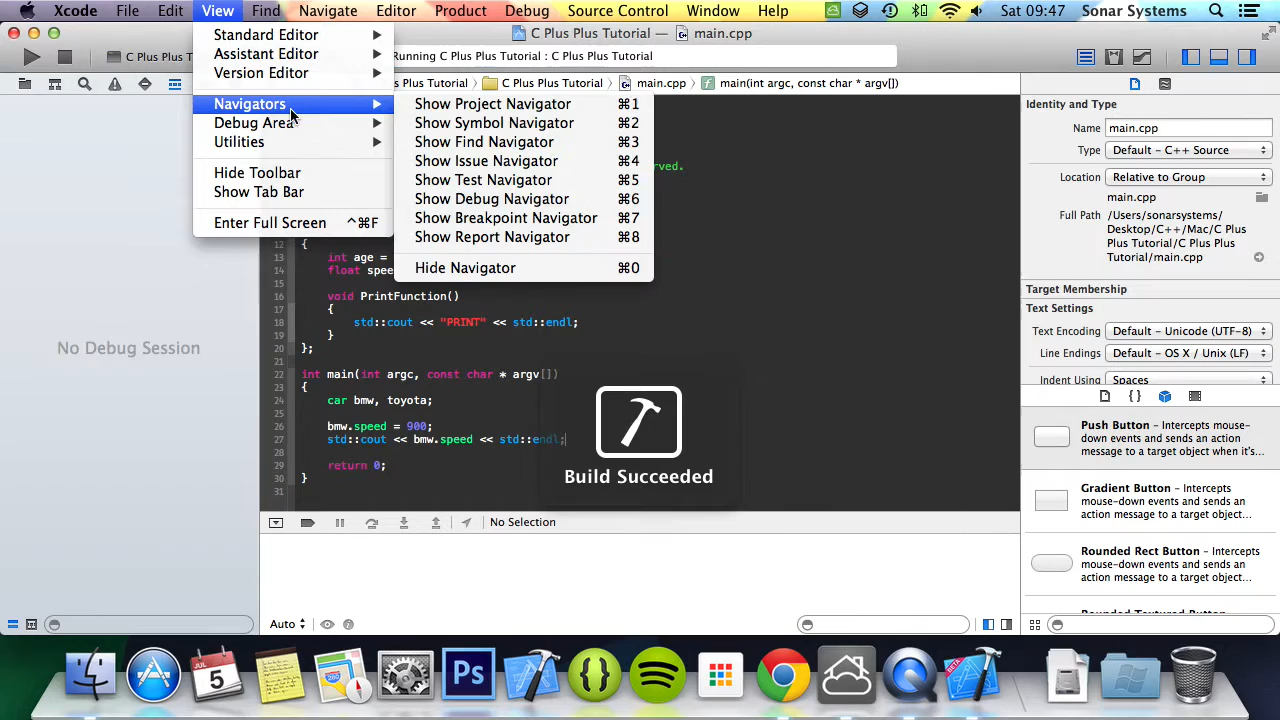 Xcode File Edit View Find Navigate Editor Product Debug Source Control Window Help Sat 09:47 Sonar Systems
C Plus Plus Tutorial — main.cpp
C Plus Plus T
Running C Plus Plus Tutorial : C Plus Plus Tutorial
Plus Tutorial C Plus Plus Tutorial main.cpp main(int argc, const char * argv[])
Standard Editor
Assistant Editor
Version Editor
Navigators
Debug Area
Utilities
Hide Toolbar
Show Tab Bar
Enter Full Screen ^⌘F
Show Project Navigator ⌘1
Show Symbol Navigator ⌘2
Show Find Navigator ⌘3
Show Issue Navigator ⌘4
Show Test Navigator ⌘5
Show Debug Navigator ⌘6
Show Breakpoint Navigator ⌘7
Show Report Navigator ⌘8
Hide Navigator ⌘0
No Debug Session
rved.
12 {
13 int age =
14 float spee
15
16 void PrintFunction()
17 {
18 std::cout << "PRINT" << std::endl;
19 }
20 };
21
22 int main(int argc, const char * argv[])
23 {
24 car bmw, toyota;
25
26 bmw.speed = 900;
27 std::cout << bmw.speed << std::endl;
28
29 return 0;
30 }
31
Build Succeeded
No Selection
Auto
Identity and Type
Name main.cpp
Type Default - C++ Source
Location Relative to Group
main.cpp
Full Path /Users/sonarsystems/
Desktop/C++/Mac/C Plus
Plus Tutorial/C Plus Plus
Tutorial/main.cpp
Target Membership
Text Settings
Text Encoding Default - Unicode (UTF-8)
Line Endings Default - OS X / Unix (LF)
Indent Using Spaces
{}
Push Button - Intercepts
mouse-down events and sends an
action message to a target object when it's...
Gradient Button - Intercepts
mouse-down events and sends an
action message to a target object...
Rounded Rect Button - Intercepts
mouse-down events and sends an
action message to a target object...
Rounded Textured Button
JUL
5
Ps
{}
BETA